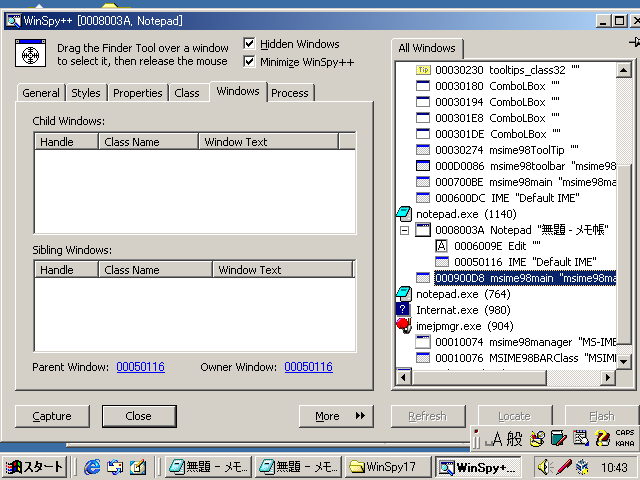 WinSpy++ [0008003A, Notepad]
Drag the Finder Tool over a window
to select it, then release the mouse
Hidden Windows
Minimize WinSpy++
General
Styles
Properties
Class
Windows
Process
Child Windows:
Handle
Class Name
Window Text
Sibling Windows:
Handle
Class Name
Window Text
Parent Window: 00050116
Owner Window: 00050116
Capture
Close
More
All Windows
Tip 00030230 tooltips_class32 ""
00030180 ComboLBox ""
00030194 ComboLBox ""
000301E8 ComboLBox ""
000301DE ComboLBox ""
00030274 msime98ToolTip ""
000D0086 msime98toolbar "msime98
000700BE msime98main "msime98ma
000600DC IME "Default IME"
notepad.exe (1140)
0008003A Notepad "無題 - メモ帳"
A 0006009E Edit ""
00050116 IME "Default IME"
000900D8 msime98main "msime98ma
notepad.exe (764)
Internat.exe (980)
imejpmgr.exe (904)
00010074 msime98manager "MS-IME
00010076 MSIME98BARClass "MSIME
Refresh
Locate
Flash
A 般
CAPS
KANA
スタート
無題 - メモ...
無題 - メモ...
WinSpy17
WinSpy+...
10:43